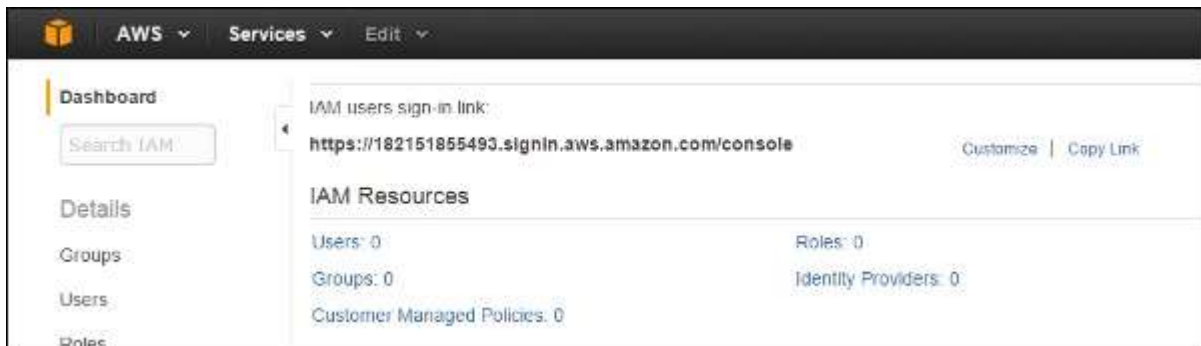 AWS Services Edit
Dashboard
Search IAM
Details
Groups
Users
Roles
IAM users sign-in link:
https://182151855493.signin.aws.amazon.com/console
Customize | Copy Link
IAM Resources
Users: 0
Roles: 0
Groups: 0
Identity Providers: 0
Customer Managed Policies: 0